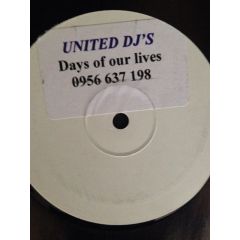 UNITED DJ'S
Days of our lives
0956 637 198